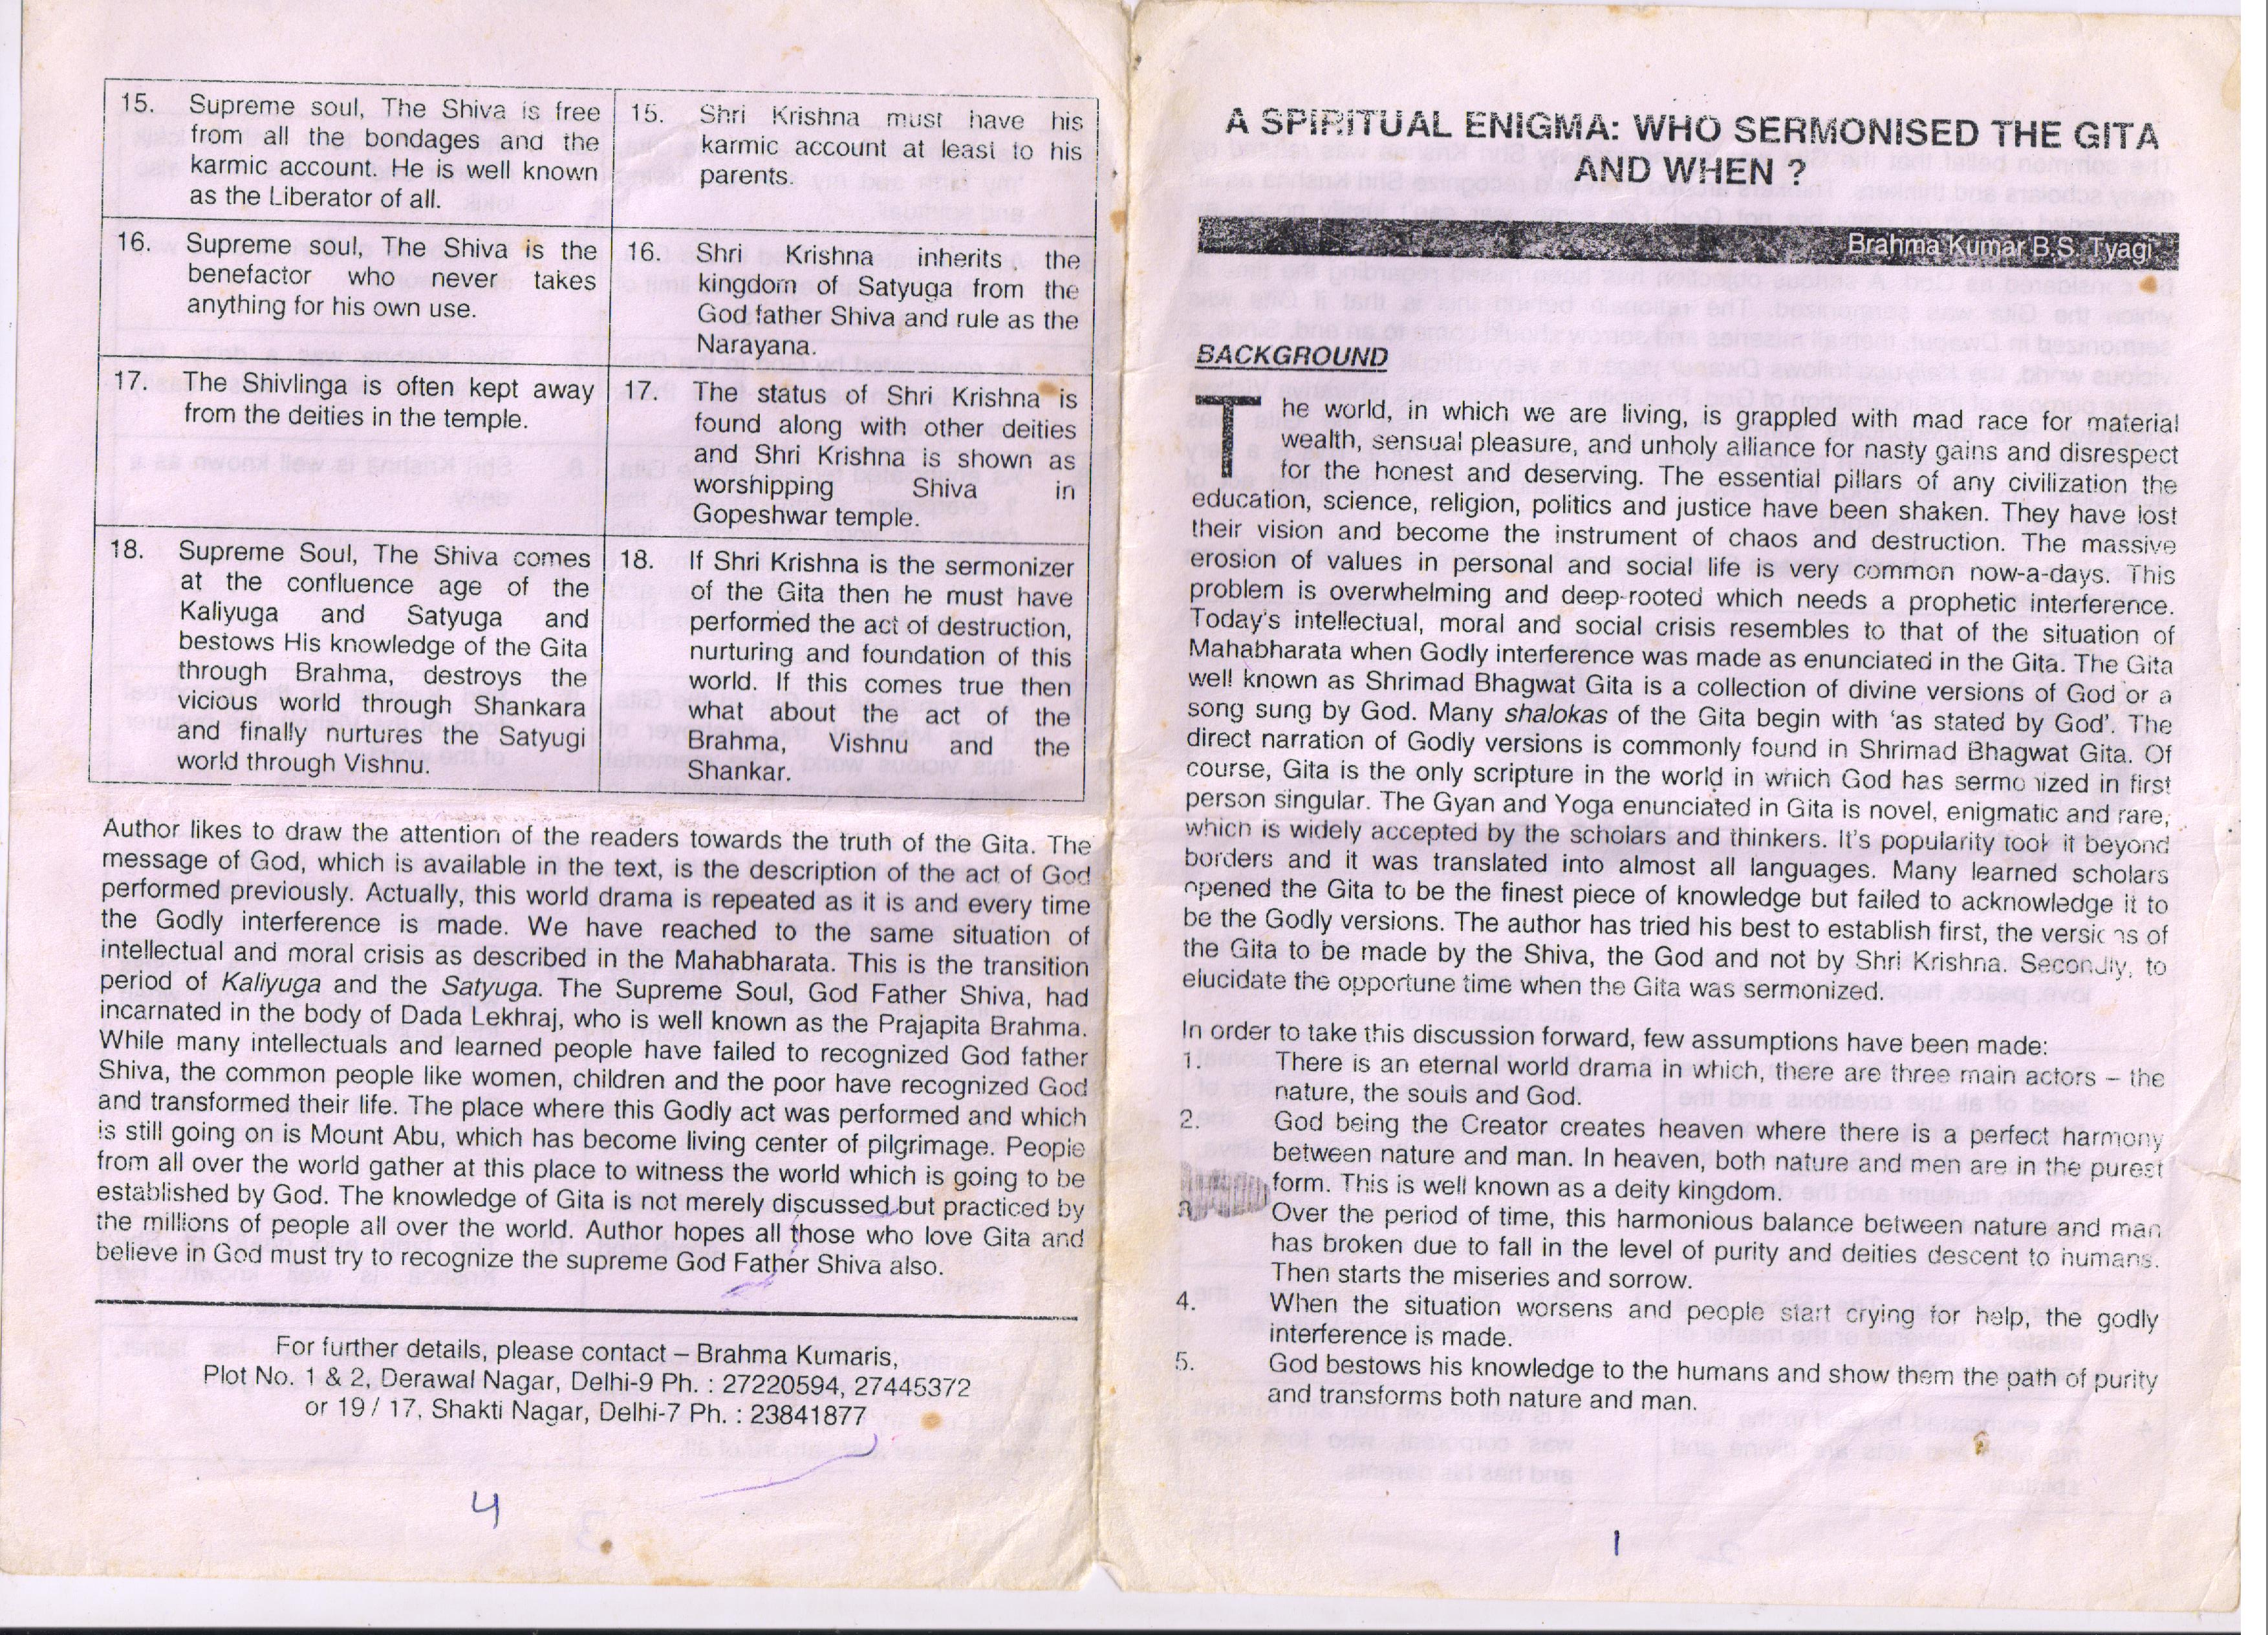 15. Supreme soul, The Shiva is free
from all the bondages and the
karmic account. He is well known
as the Liberator of all.
15. Shri Krishna must have his
karmic account at least to his
parents.
16. Supreme soul, The Shiva is the
benefactor who never takes
anything for his own use.
16. Shri Krishna inherits the
kingdom of Satyuga from the
God father Shiva and rule as the
Narayana.
17. The Shivlinga is often kept away
from the deities in the temple.
17. The status of Shri Krishna is
found along with other deities
and Shri Krishna is shown as
worshipping Shiva in
Gopeshwar temple.
18. Supreme Soul, The Shiva comes
at the confluence age of the
Kaliyuga and Satyuga and
bestows His knowledge of the Gita
through Brahma, destroys the
vicious world through Shankara
and finally nurtures the Satyugi
world through Vishnu.
18. If Shri Krishna is the sermonizer
of the Gita then he must have
performed the act of destruction,
nurturing and foundation of this
world. If this comes true then
what about the act of the
Brahma, Vishnu and the
Shankar.
Author likes to draw the attention of the readers towards the truth of the Gita. The
message of God, which is available in the text, is the description of the act of God
performed previously. Actually, this world drama is repeated as it is and every time
the Godly interference is made. We have reached to the same situation of
intellectual and moral crisis as described in the Mahabharata. This is the transition
period of Kaliyuga and the Satyuga. The Supreme Soul, God Father Shiva, had
incarnated in the body of Dada Lekhraj, who is well known as the Prajapita Brahma.
While many intellectuals and learned people have failed to recognized God father
Shiva, the common people like women, children and the poor have recognized God
and transformed their life. The place where this Godly act was performed and which
is still going on is Mount Abu, which has become living center of pilgrimage. People
from all over the world gather at this place to witness the world which is going to be
established by God. The knowledge of Gita is not merely discussed but practiced by
the millions of people all over the world. Author hopes all those who love Gita and
believe in God must try to recognize the supreme God Father Shiva also.
For further details, please contact – Brahma Kumaris,
Plot No. 1 & 2, Derawal Nagar, Delhi-9 Ph. : 27220594, 27445372
or 19 / 17, Shakti Nagar, Delhi-7 Ph. : 23841877
4
A SPIRITUAL ENIGMA: WHO SERMONISED THE GITA
AND WHEN ?
Brahma Kumar B.S. Tyagi
BACKGROUND
The world, in which we are living, is grappled with mad race for material
wealth, sensual pleasure, and unholy alliance for nasty gains and disrespect
for the honest and deserving. The essential pillars of any civilization the
education, science, religion, politics and justice have been shaken. They have lost
their vision and become the instrument of chaos and destruction. The massive
erosion of values in personal and social life is very common now-a-days. This
problem is overwhelming and deep-rooted which needs a prophetic interference.
Today's intellectual, moral and social crisis resembles to that of the situation of
Mahabharata when Godly interference was made as enunciated in the Gita. The Gita
well known as Shrimad Bhagwat Gita is a collection of divine versions of God or a
song sung by God. Many shalokas of the Gita begin with 'as stated by God'. The
direct narration of Godly versions is commonly found in Shrimad Bhagwat Gita. Of
course, Gita is the only scripture in the world in which God has sermonized in first
person singular. The Gyan and Yoga enunciated in Gita is novel, enigmatic and rare,
which is widely accepted by the scholars and thinkers. It's popularity took it beyond
borders and it was translated into almost all languages. Many learned scholars
opened the Gita to be the finest piece of knowledge but failed to acknowledge it to
be the Godly versions. The author has tried his best to establish first, the versions of
the Gita to be made by the Shiva, the God and not by Shri Krishna. Secondly, to
elucidate the opportune time when the Gita was sermonized.
In order to take this discussion forward, few assumptions have been made:
1. There is an eternal world drama in which, there are three main actors – the
nature, the souls and God.
2. God being the Creator creates heaven where there is a perfect harmony
between nature and man. In heaven, both nature and men are in the purest
form. This is well known as a deity kingdom.
3. Over the period of time, this harmonious balance between nature and man
has broken due to fall in the level of purity and deities descent to humans.
Then starts the miseries and sorrow.
4. When the situation worsens and people start crying for help, the godly
interference is made.
5. God bestows his knowledge to the humans and show them the path of purity
and transforms both nature and man.
1